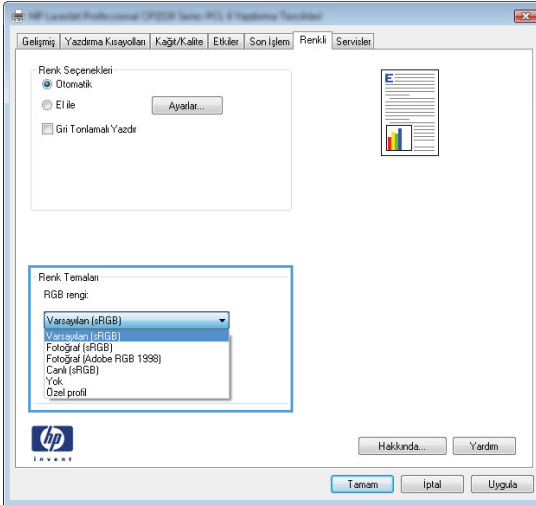 Gelişmiş Yazdırma Kısayolları Kağıt/Kalite Etkiler Son İşlem Renkli Servisler
Renk Seçenekleri
Otomatik
El ile
Ayarlar...
Gri Tonlamalı Yazdır
E
Renk Temaları
RGB rengi:
Varsayılan (sRGB)
Varsayılan (sRGB)
Fotoğraf (sRGB)
Fotoğraf (Adobe RGB 1998)
Canlı (sRGB)
Yok
Özel profil
hp
invent
Hakkında... Yardım
Tamam İptal Uygula